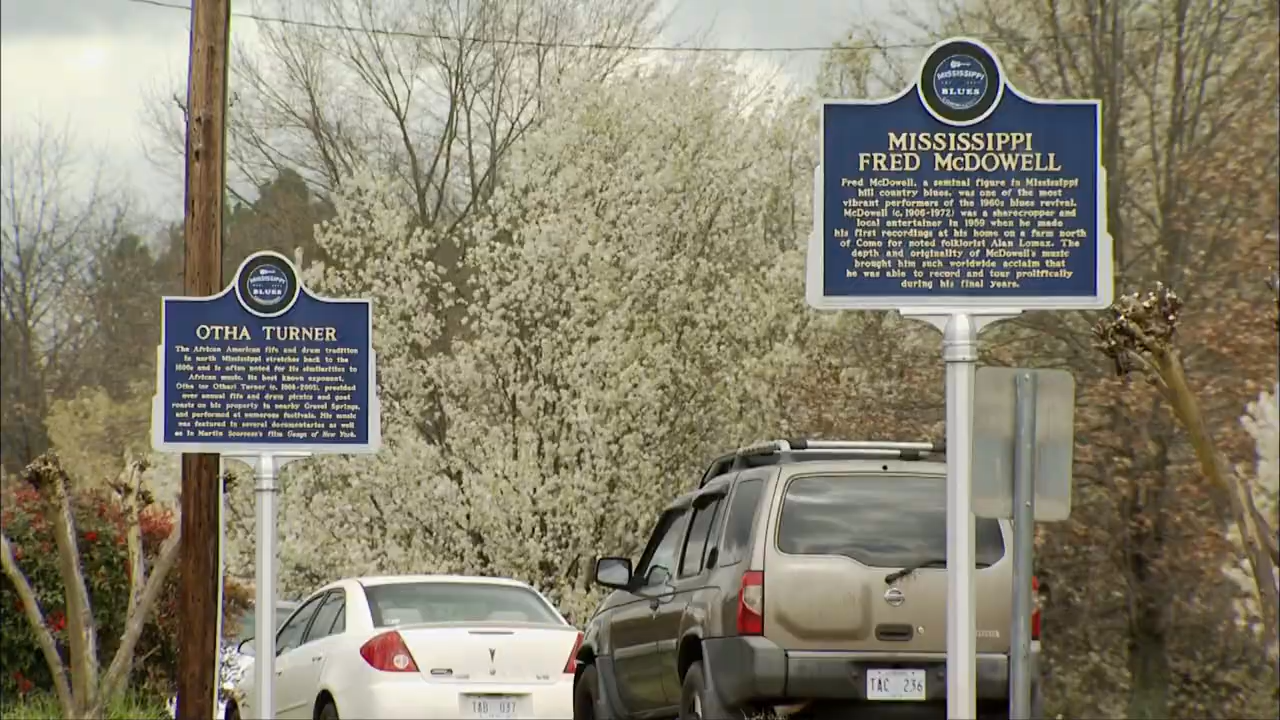 MISSISSIPPI
BLUES
OTHA TURNER
The African American fife and drum tradition
in north Mississippi stretches back to the
1800s and is often noted for its similarities to
African music. Its best known exponent,
Otha (or Othar) Turner (c. 1908-2003), presided
over annual fife and drum picnics and goat
roasts on his property in nearby Gravel Springs,
and performed at numerous festivals. His music
was featured in several documentaries as well
as in Martin Scorsese's film Gangs of New York.
MISSISSIPPI
BLUES
MISSISSIPPI
FRED McDOWELL
Fred McDowell, a seminal figure in Mississippi
hill country blues, was one of the most
vibrant performers of the 1960s blues revival.
McDowell (c. 1906-1972) was a sharecropper and
local entertainer in 1959 when he made
his first recordings at his home on a farm north
of Como for noted folklorist Alan Lomax. The
depth and originality of McDowell's music
brought him such worldwide acclaim that
he was able to record and tour prolifically
during his final years.
TAB 037
TAC 236